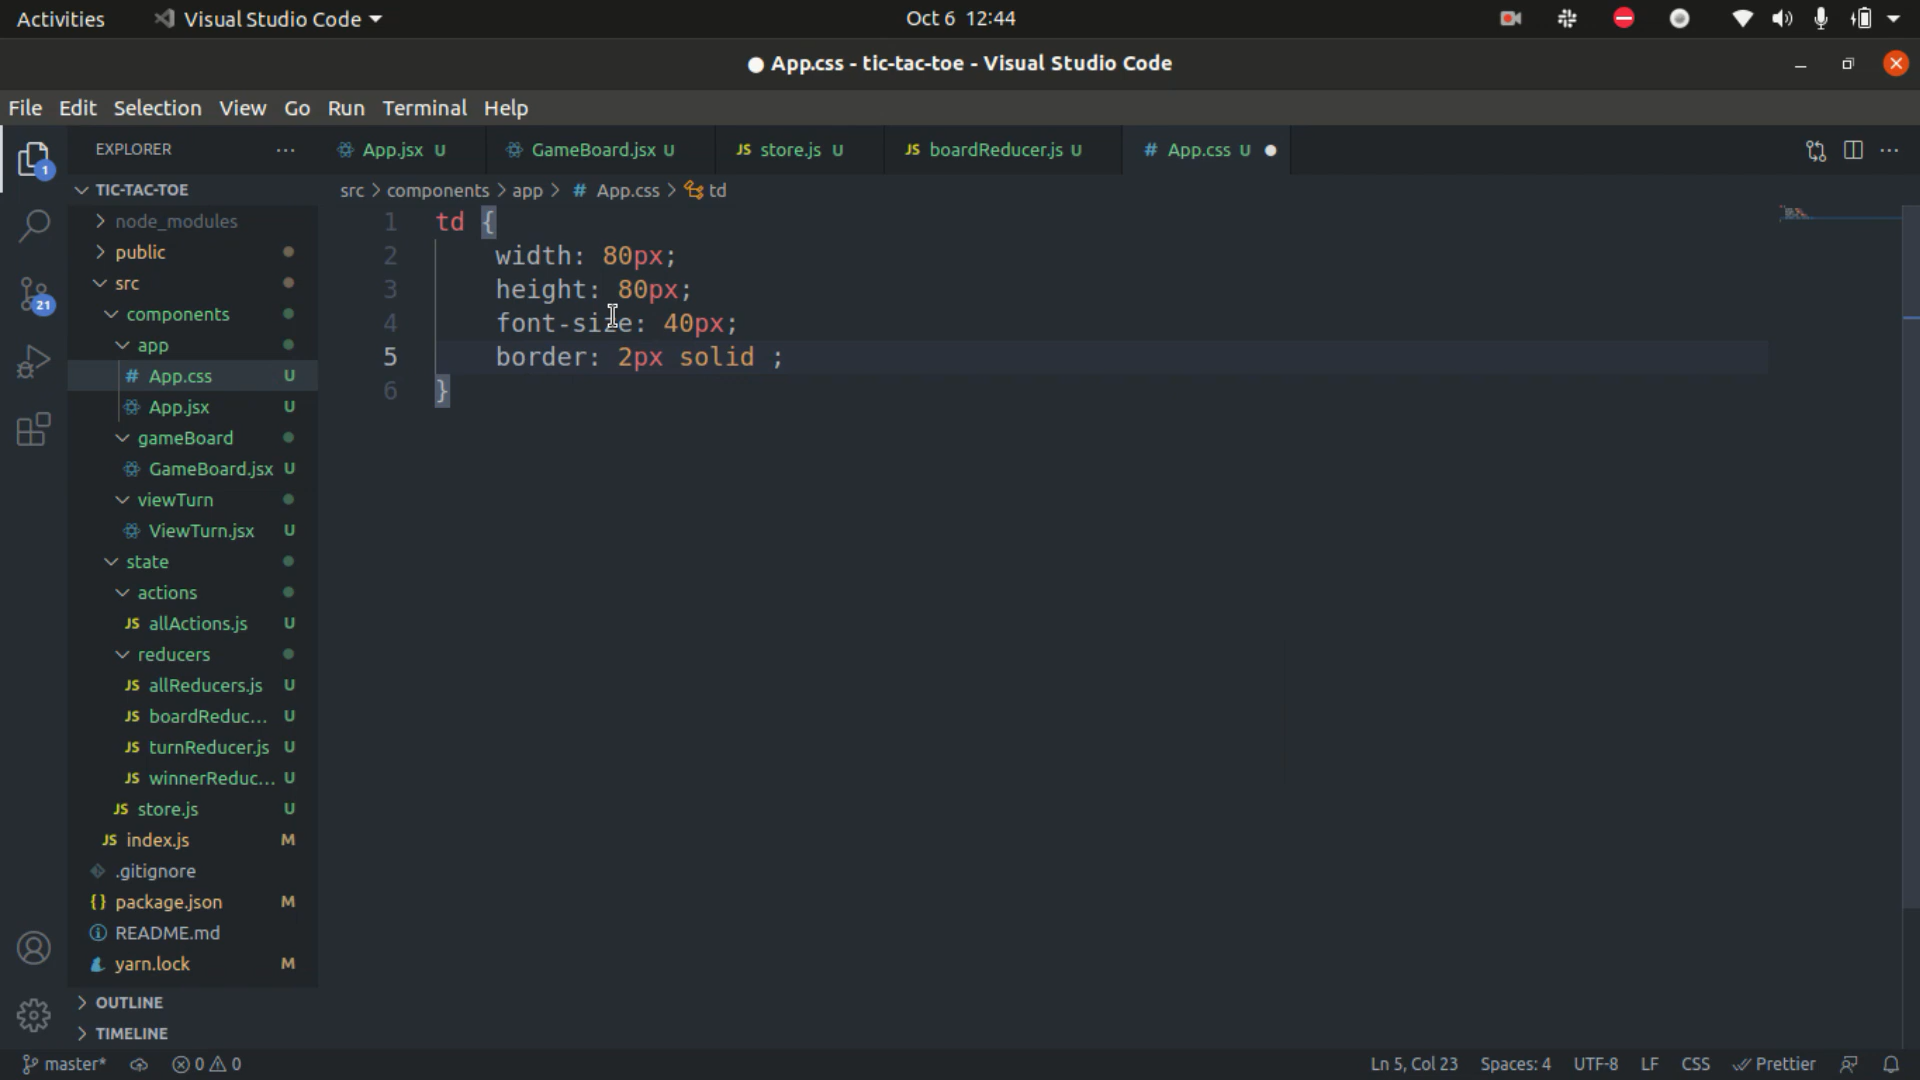 Activities Visual Studio Code Oct 6 12:44
● App.css - tic-tac-toe - Visual Studio Code
File Edit Selection View Go Run Terminal Help
EXPLORER ··· App.jsx U GameBoard.jsx U JS store.js U JS boardReducer.js U # App.css U ● ···
1
TIC-TAC-TOE
src > components > app > # App.css > td
node_modules
public
src
components
app
# App.css U
App.jsx U
gameBoard
GameBoard.jsx U
viewTurn
ViewTurn.jsx U
state
actions
JS allActions.js U
reducers
JS allReducers.js U
JS boardReduc... U
JS turnReducer.js U
JS winnerReduc... U
JS store.js U
JS index.js M
.gitignore
{} package.json M
README.md
yarn.lock M
OUTLINE
TIMELINE
21
1 td {
2 width: 80px;
3 height: 80px;
4 font-size: 40px;
5 border: 2px solid ;
6 }
master* 0 0 Ln 5, Col 23 Spaces: 4 UTF-8 LF CSS Prettier